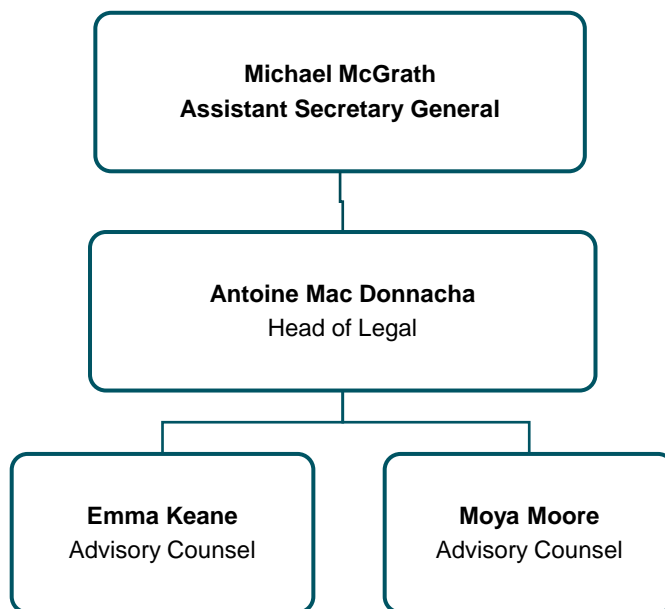 Michael McGrath
Assistant Secretary General
Antoine Mac Donnacha
Head of Legal
Emma Keane
Advisory Counsel
Moya Moore
Advisory Counsel